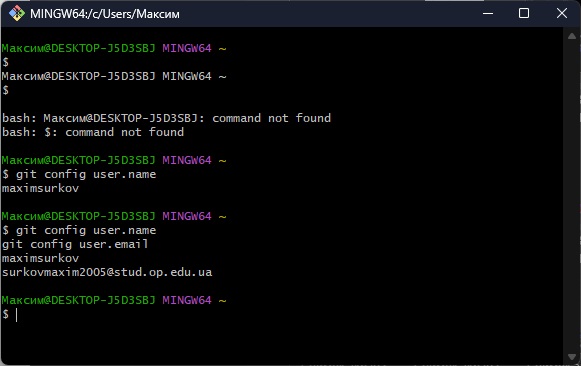 MINGW64:/c/Users/Максим
Максим@DESKTOP-J5D3SBJ MINGW64 ~
$
Максим@DESKTOP-J5D3SBJ MINGW64 ~
$
bash: Максим@DESKTOP-J5D3SBJ: command not found
bash: $: command not found
Максим@DESKTOP-J5D3SBJ MINGW64 ~
$ git config user.name
maximsurkov
Максим@DESKTOP-J5D3SBJ MINGW64 ~
$ git config user.name
git config user.email
maximsurkov
surkovmaxim2005@stud.op.edu.ua
Максим@DESKTOP-J5D3SBJ MINGW64 ~
$